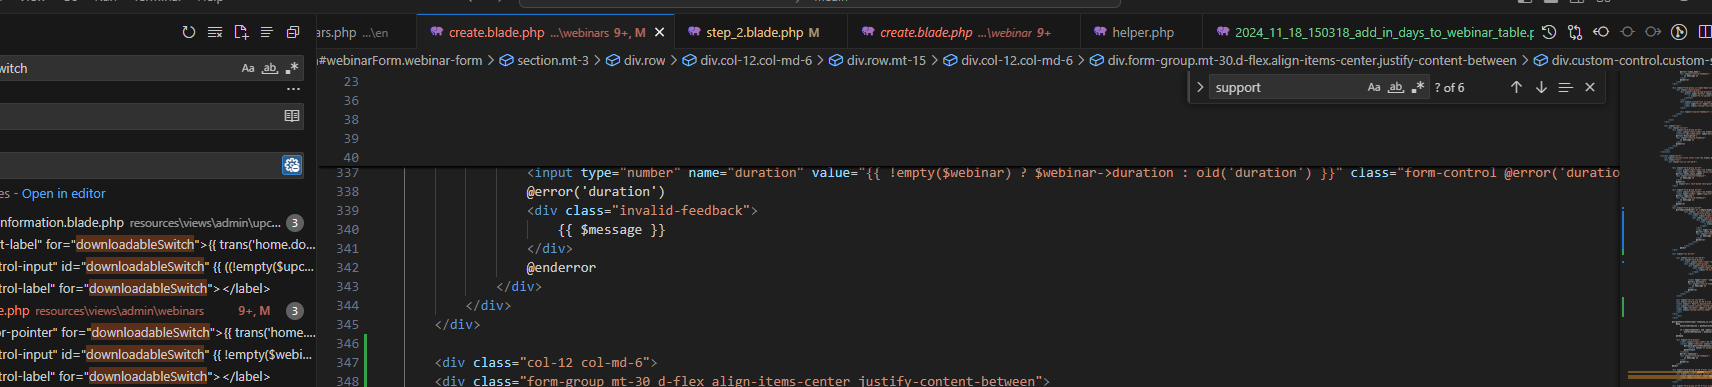 Run
Terminal
Help
ars.php ...\en
create.blade.php ...\webinars 9+, M
step_2.blade.php M
create.blade.php ...\webinar 9+
helper.php
2024_11_18_150318_add_in_days_to_webinar_table.p
#webinarForm.webinar-form > section.mt-3 > div.row > div.col-12.col-md-6 > div.row.mt-15 > div.col-12.col-md-6 > div.form-group.mt-30.d-flex.align-items-center.justify-content-between > div.custom-control.custom-s
witch
Aa ab .*
support
Aa ab .*
? of 6
...
es - Open in editor
nformation.blade.php resources\views\admin\upc... 3
t-label" for="downloadableSwitch">{{ trans('home.do...
trol-input" id="downloadableSwitch" {{ ((!empty($upc...
trol-label" for="downloadableSwitch"></label>
e.php resources\views\admin\webinars 9+, M 3
or-pointer" for="downloadableSwitch">{{ trans('home....
trol-input" id="downloadableSwitch" {{ !empty($webi...
trol-label" for="downloadableSwitch"></label>
23
36
38
39
40
337 <input type="number" name="duration" value="{{ !empty($webinar) ? $webinar->duration : old('duration') }}" class="form-control @error('duratio
338 @error('duration')
339 <div class="invalid-feedback">
340 {{ $message }}
341 </div>
342 @enderror
343 </div>
344 </div>
345 </div>
346
347 <div class="col-12 col-md-6">
348 <div class="form-group mt-30 d-flex align-items-center justify-content-between">